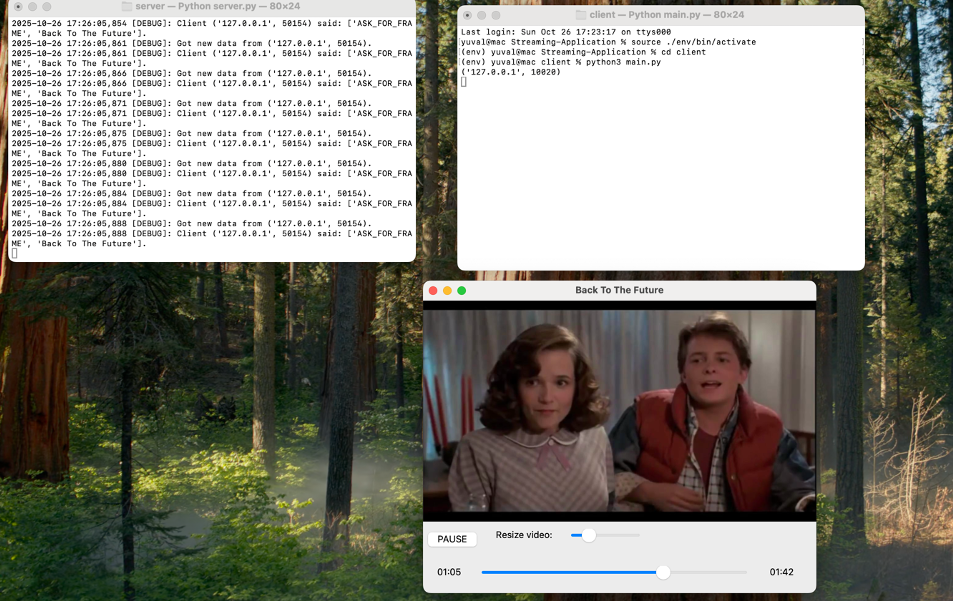 server — Python server.py — 80×24
2025-10-26 17:26:05,854 [DEBUG]: Client ('127.0.0.1', 50154) said: ['ASK_FOR_FRA
ME', 'Back To The Future'].
2025-10-26 17:26:05,861 [DEBUG]: Got new data from ('127.0.0.1', 50154).
2025-10-26 17:26:05,861 [DEBUG]: Client ('127.0.0.1', 50154) said: ['ASK_FOR_FRA
ME', 'Back To The Future'].
2025-10-26 17:26:05,866 [DEBUG]: Got new data from ('127.0.0.1', 50154).
2025-10-26 17:26:05,866 [DEBUG]: Client ('127.0.0.1', 50154) said: ['ASK_FOR_FRA
ME', 'Back To The Future'].
2025-10-26 17:26:05,871 [DEBUG]: Got new data from ('127.0.0.1', 50154).
2025-10-26 17:26:05,871 [DEBUG]: Client ('127.0.0.1', 50154) said: ['ASK_FOR_FRA
ME', 'Back To The Future'].
2025-10-26 17:26:05,875 [DEBUG]: Got new data from ('127.0.0.1', 50154).
2025-10-26 17:26:05,875 [DEBUG]: Client ('127.0.0.1', 50154) said: ['ASK_FOR_FRA
ME', 'Back To The Future'].
2025-10-26 17:26:05,880 [DEBUG]: Got new data from ('127.0.0.1', 50154).
2025-10-26 17:26:05,880 [DEBUG]: Client ('127.0.0.1', 50154) said: ['ASK_FOR_FRA
ME', 'Back To The Future'].
2025-10-26 17:26:05,884 [DEBUG]: Got new data from ('127.0.0.1', 50154).
2025-10-26 17:26:05,884 [DEBUG]: Client ('127.0.0.1', 50154) said: ['ASK_FOR_FRA
ME', 'Back To The Future'].
2025-10-26 17:26:05,888 [DEBUG]: Got new data from ('127.0.0.1', 50154).
2025-10-26 17:26:05,888 [DEBUG]: Client ('127.0.0.1', 50154) said: ['ASK_FOR_FRA
ME', 'Back To The Future'].
client — Python main.py — 80×24
Last login: Sun Oct 26 17:23:17 on ttys000
yuval@mac Streaming-Application % source ./env/bin/activate
(env) yuval@mac Streaming-Application % cd client
(env) yuval@mac client % python3 main.py
('127.0.0.1', 10020)
Back To The Future
PAUSE
Resize video:
01:05
01:42